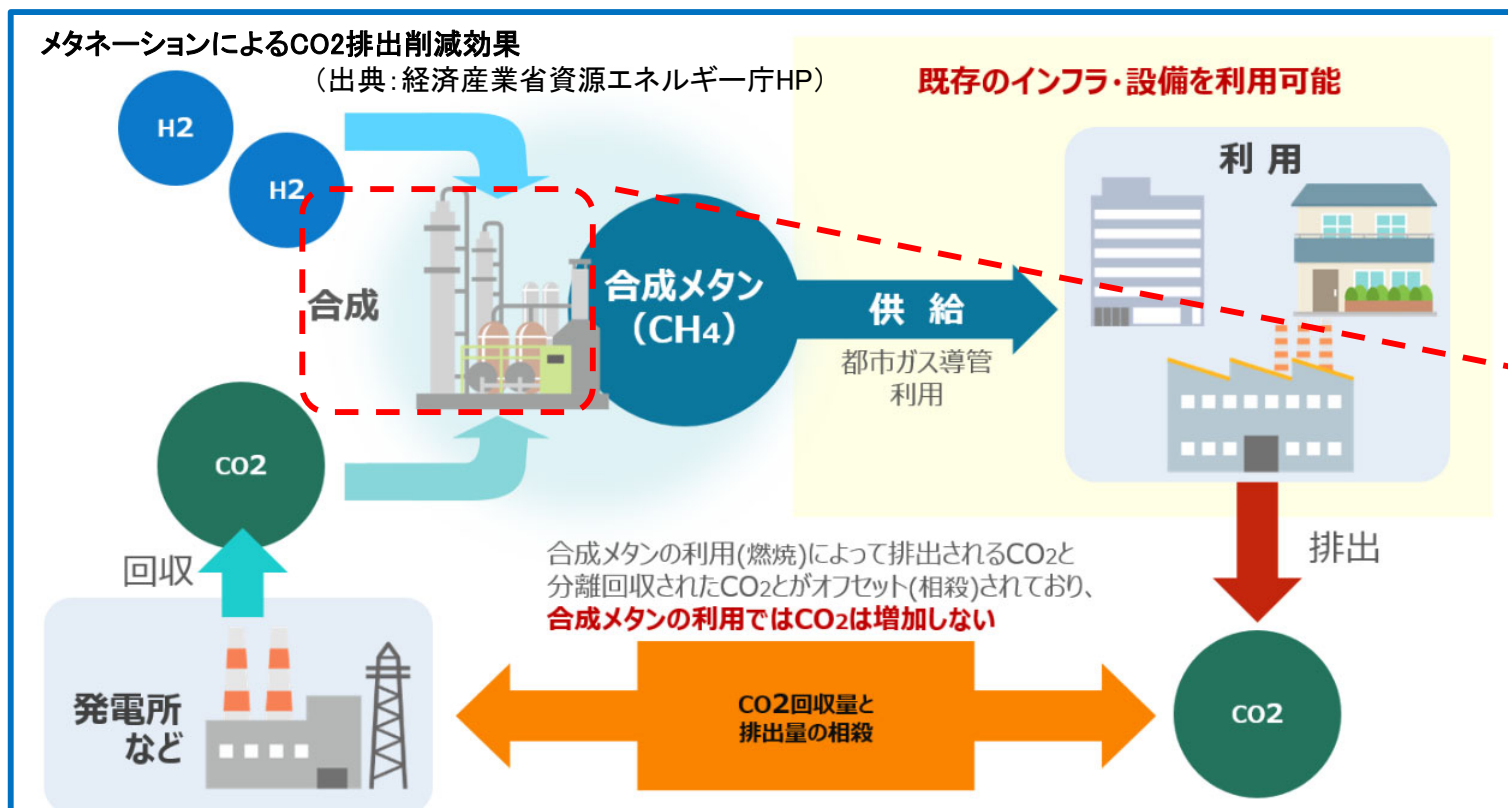 メタネーションによるCO2排出削減効果
（出典：経済産業省資源エネルギー庁HP）
既存のインフラ・設備を利用可能
H2
H2
利 用
合成
合成メタン
（CH4）
供 給
都市ガス導管
利用
CO2
回収
排出
合成メタンの利用(燃焼)によって排出されるCO2と
分離回収されたCO2とがオフセット(相殺)されており、
合成メタンの利用ではCO2は増加しない
発電所
など
CO2回収量と
排出量の相殺
CO2